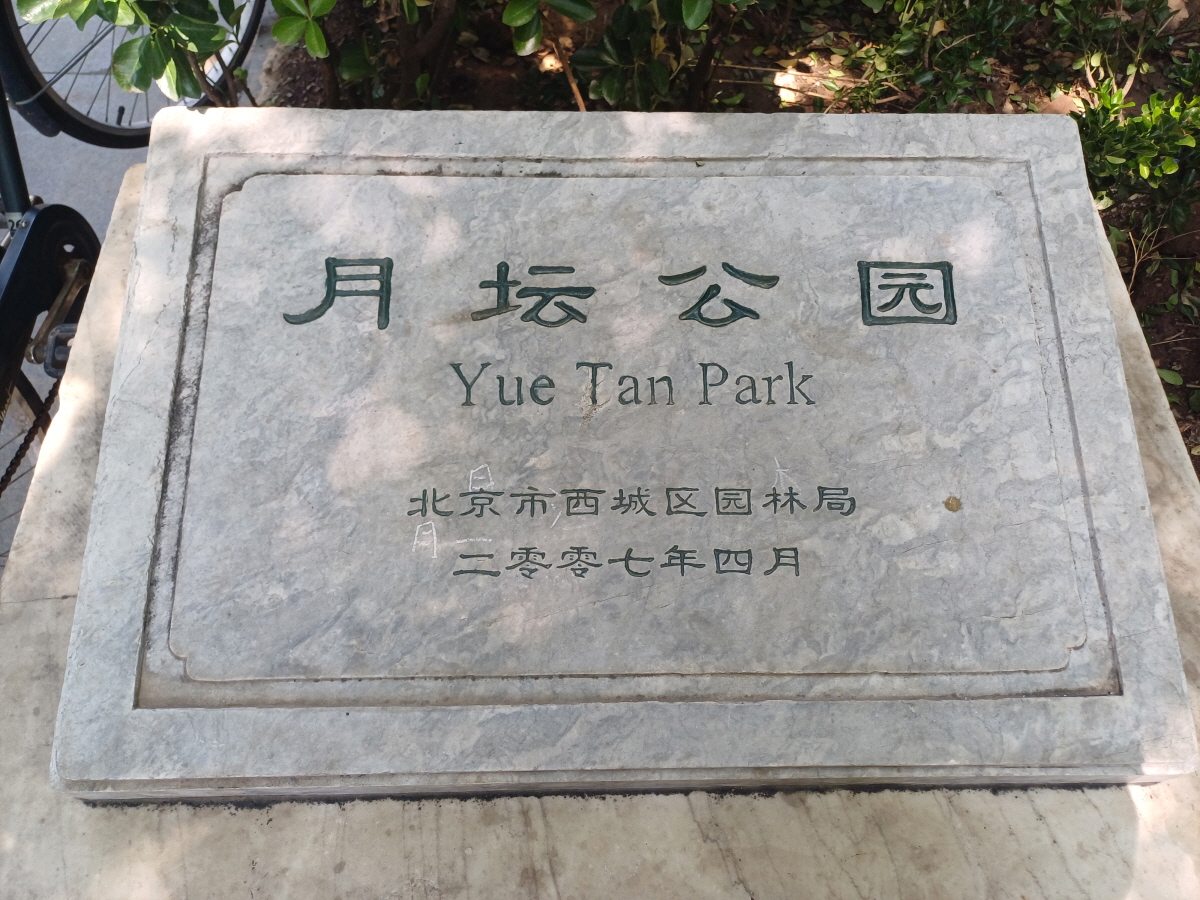 月坛公园
Yue Tan Park
北京市西城区园林局
二零零七年四月